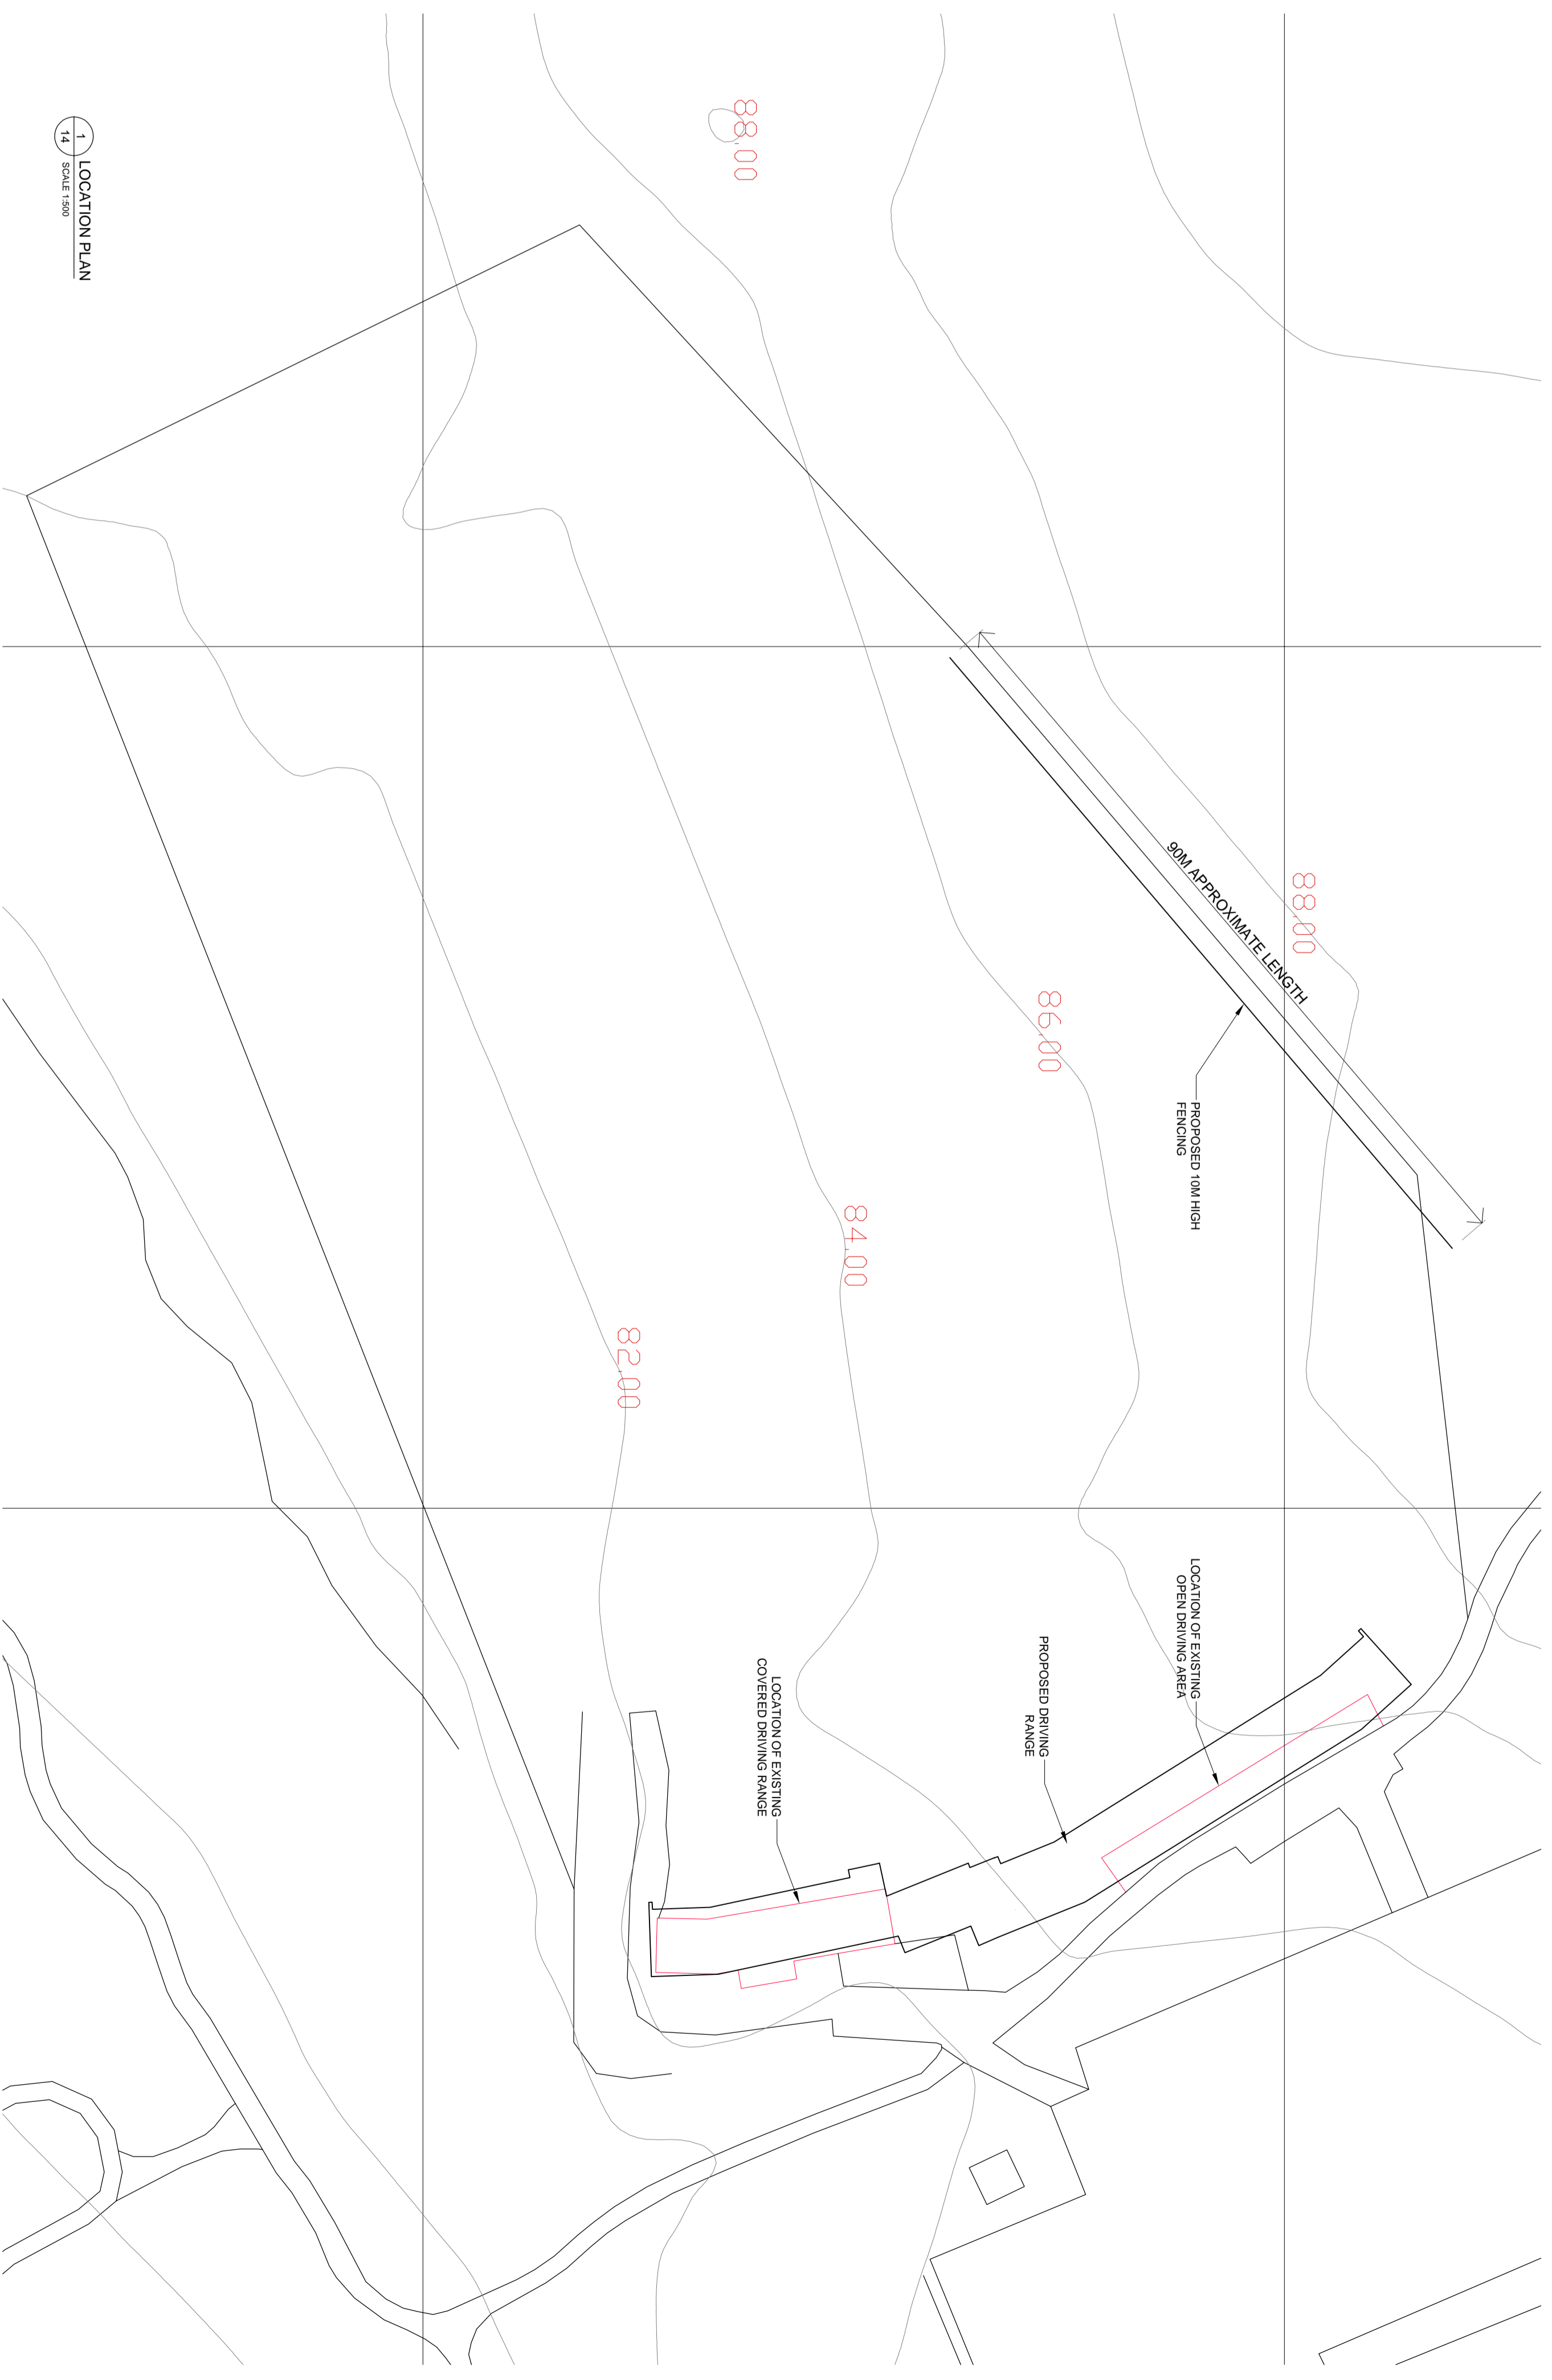 1
14
LOCATION PLAN
SCALE 1:500
88.00
88.00
90M APPROXIMATE LENGTH
86.00
PROPOSED 10M HIGH
FENCING
84.00
82.00
LOCATION OF EXISTING
OPEN DRIVING AREA
PROPOSED DRIVING
RANGE
LOCATION OF EXISTING
COVERED DRIVING RANGE